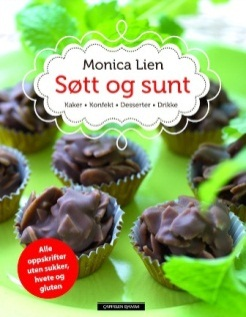 Monica Lien
Søtt og sunt
Kaker • Konfekt • Desserter • Drikke
Alle
oppskrifter
uten sukker,
hvete og
gluten
CAPPELEN DAMM